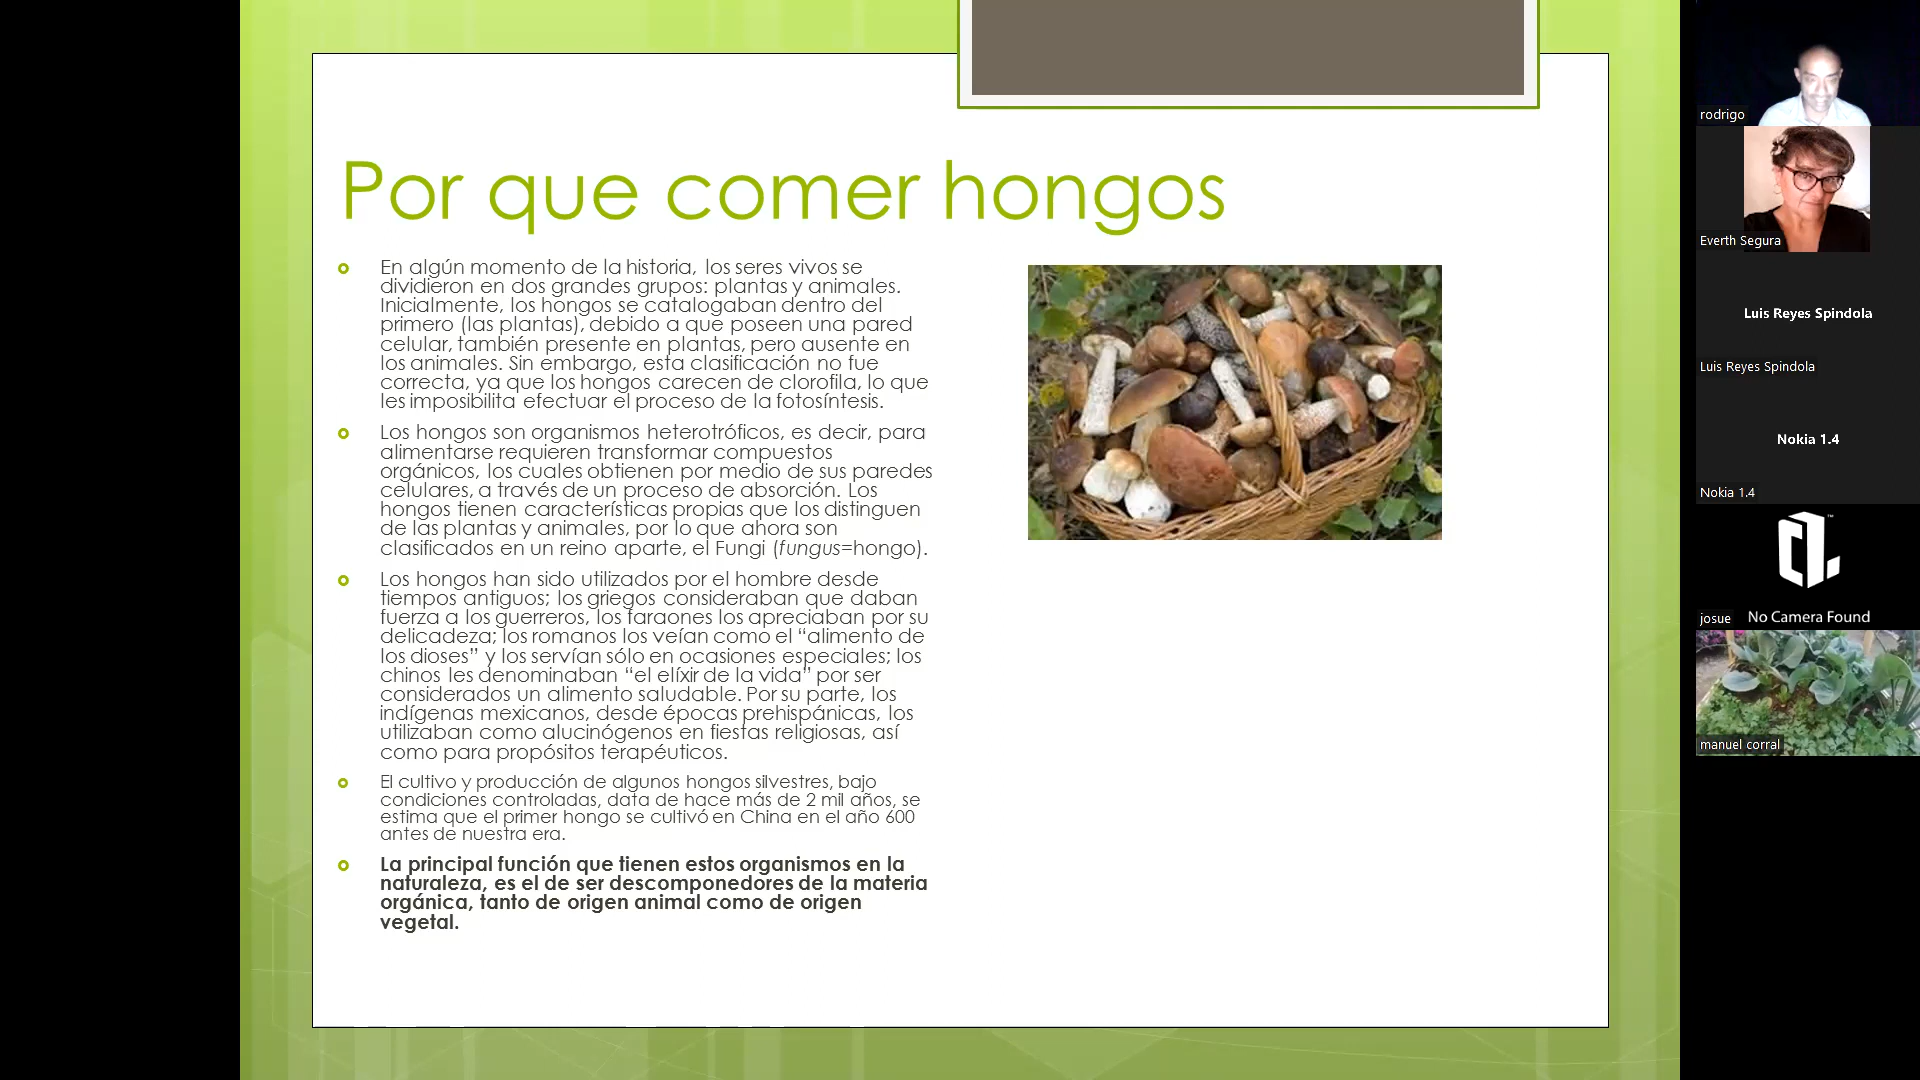 Por que comer hongos
En algún momento de la historia, los seres vivos se
dividieron en dos grandes grupos: plantas y animales.
Inicialmente, los hongos se catalogaban dentro del
primero (las plantas), debido a que poseen una pared
celular, también presente en plantas, pero ausente en
los animales. Sin embargo, esta clasificación no fue
correcta, ya que los hongos carecen de clorofila, lo que
les imposibilita efectuar el proceso de la fotosíntesis.
Los hongos son organismos heterotróficos, es decir, para
alimentarse requieren transformar compuestos
orgánicos, los cuales obtienen por medio de sus paredes
celulares, a través de un proceso de absorción. Los
hongos tienen características propias que los distinguen
de las plantas y animales, por lo que ahora son
clasificados en un reino aparte, el Fungi (fungus=hongo).
Los hongos han sido utilizados por el hombre desde
tiempos antiguos; los griegos consideraban que daban
fuerza a los guerreros, los faraones los apreciaban por su
delicadeza; los romanos los veían como el “alimento de
los dioses” y los servían sólo en ocasiones especiales; los
chinos les denominaban “el elíxir de la vida” por ser
considerados un alimento saludable. Por su parte, los
indígenas mexicanos, desde épocas prehispánicas, los
utilizaban como alucinógenos en fiestas religiosas, así
como para propósitos terapéuticos.
El cultivo y producción de algunos hongos silvestres, bajo
condiciones controladas, data de hace más de 2 mil años, se
estima que el primer hongo se cultivó en China en el año 600
antes de nuestra era.
La principal función que tienen estos organismos en la
naturaleza, es el de ser descomponedores de la materia
orgánica, tanto de origen animal como de origen
vegetal.
rodrigo
Everth Segura
Luis Reyes Spindola
Luis Reyes Spindola
Nokia 1.4
Nokia 1.4
No Camera Found
josue
manuel corral